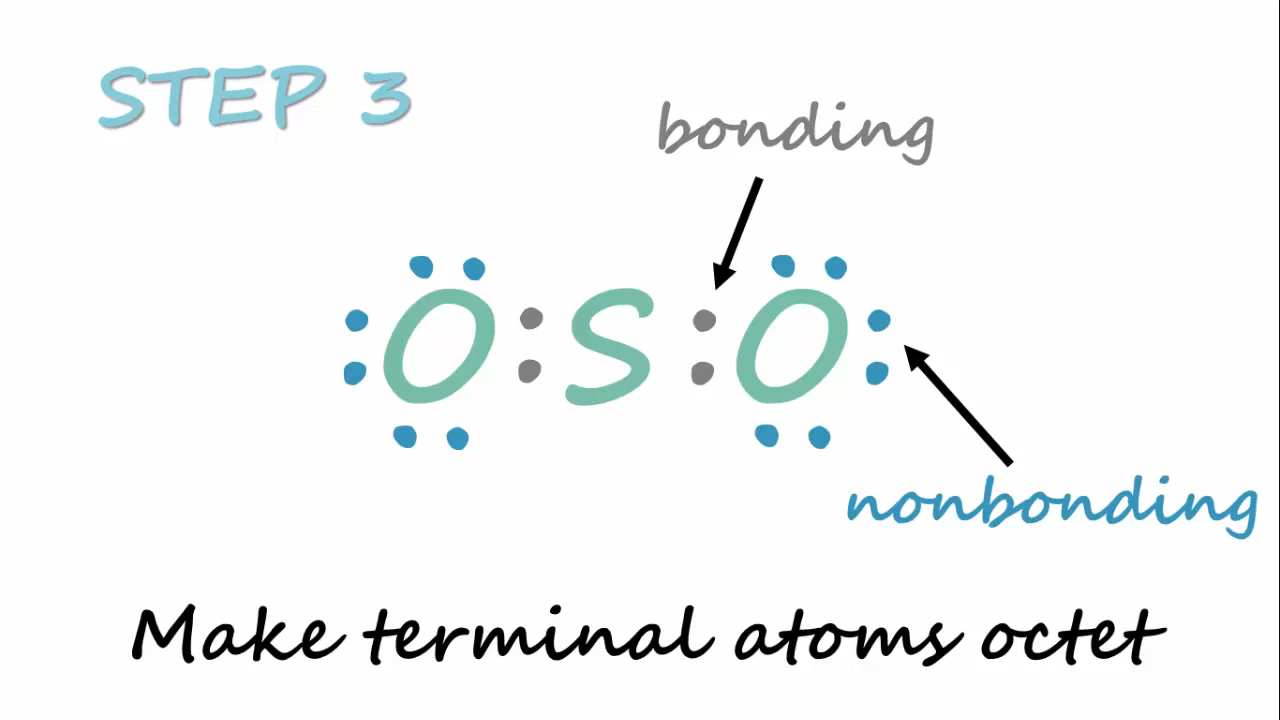 STEP 3
bonding
O S O
nonbonding
Make terminal atoms octet